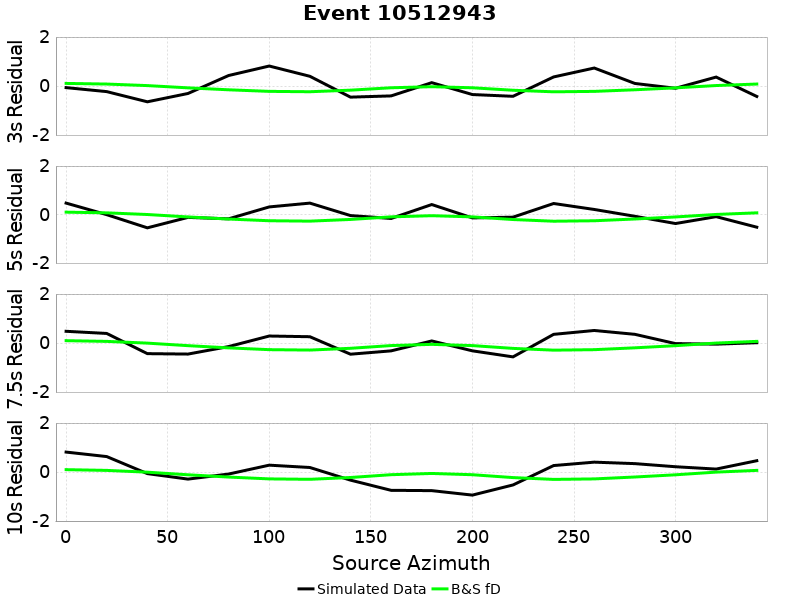 Event 10512943
3s Residual
2
0
-2
5s Residual
2
0
-2
7.5s Residual
2
0
-2
10s Residual
2
0
-2
0 50 100 150 200 250 300
Source Azimuth
Simulated Data B&S fD